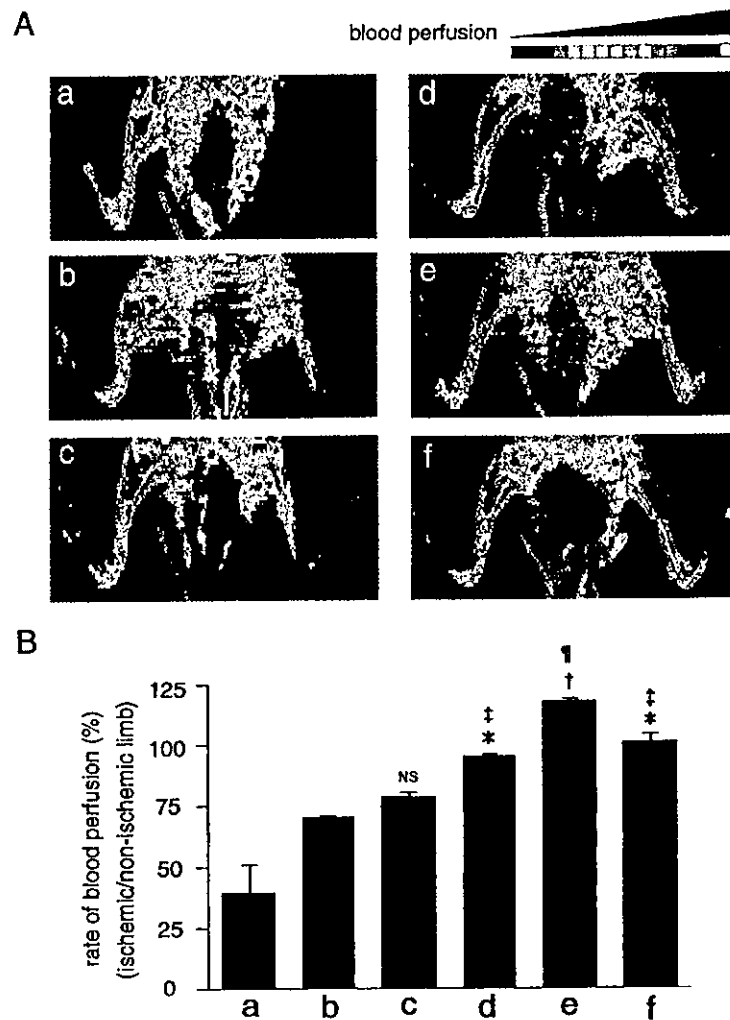 A
blood perfusion
a
d
b
e
c
f
B
rate of blood perfusion (%)
(ischemic/non-ischemic limb)
125
100
75
50
25
0
NS
‡
*
¶
†
‡
*
a b c d e f